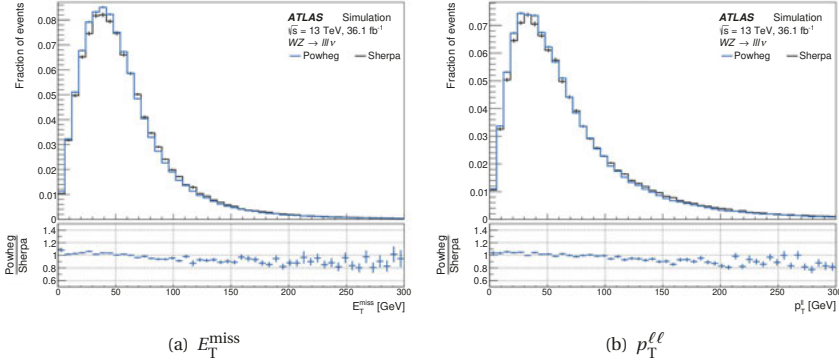 Fraction of events
0.08
0.07
0.06
0.05
0.04
0.03
0.02
0.01
0
ATLAS Simulation
√s = 13 TeV, 36.1 fb⁻¹
WZ → lllν
Powheg Sherpa
Powheg
Sherpa
1.4
1.2
1
0.8
0.6
0 50 100 150 200 250 300
E_T^miss [GeV]
(a) E_T^miss
Fraction of events
0.07
0.06
0.05
0.04
0.03
0.02
0.01
0
ATLAS Simulation
√s = 13 TeV, 36.1 fb⁻¹
WZ → lllν
Powheg Sherpa
Powheg
Sherpa
1.4
1.2
1
0.8
0.6
0 50 100 150 200 250 300
p_T^ll [GeV]
(b) p_T^ℓℓ